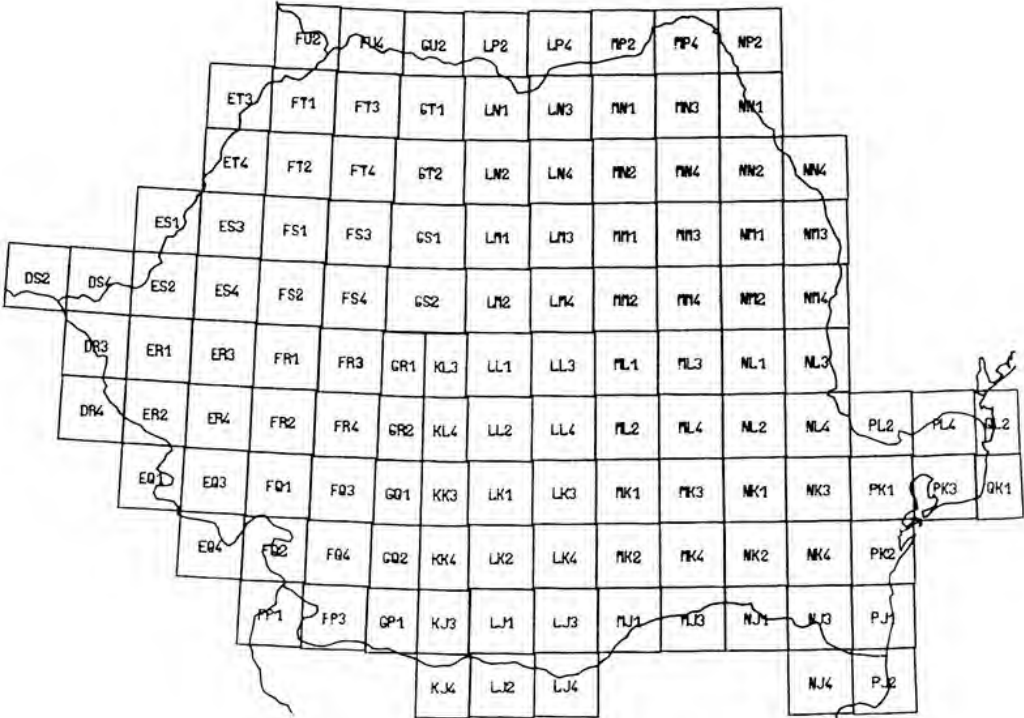 FU2 FU4 GU2 LP2 LP4 MP2 MP4 NP2
ET3 FT1 FT3 GT1 LN1 LN3 MN1 MN3 NN1
ET4 FT2 FT4 GT2 LN2 LN4 MN2 MN4 NN2 NN4
ES1 ES3 FS1 FS3 GS1 LM1 LM3 MM1 MM3 NM1 NM3
DS2 DS4 ES2 ES4 FS2 FS4 GS2 LM2 LM4 MM2 MM4 NM2 NM4
DR3 ER1 ER3 FR1 FR3 GR1 KL3 LL1 LL3 ML1 ML3 NL1 NL3
DR4 ER2 ER4 FR2 FR4 GR2 KL4 LL2 LL4 ML2 ML4 NL2 NL4 PL2 PL4 QL2
EQ1 EQ3 FQ1 FQ3 GQ1 KK3 LK1 LK3 MK1 MK3 NK1 NK3 PK1 PK3 QK1
EQ4 FQ2 FQ4 GQ2 KK4 LK2 LK4 MK2 MK4 NK2 NK4 PK2
FP1 FP3 GP1 KJ3 LJ1 LJ3 MJ1 MJ3 NJ1 NJ3 PJ1
KJ4 LJ2 LJ4 NJ4 PJ2